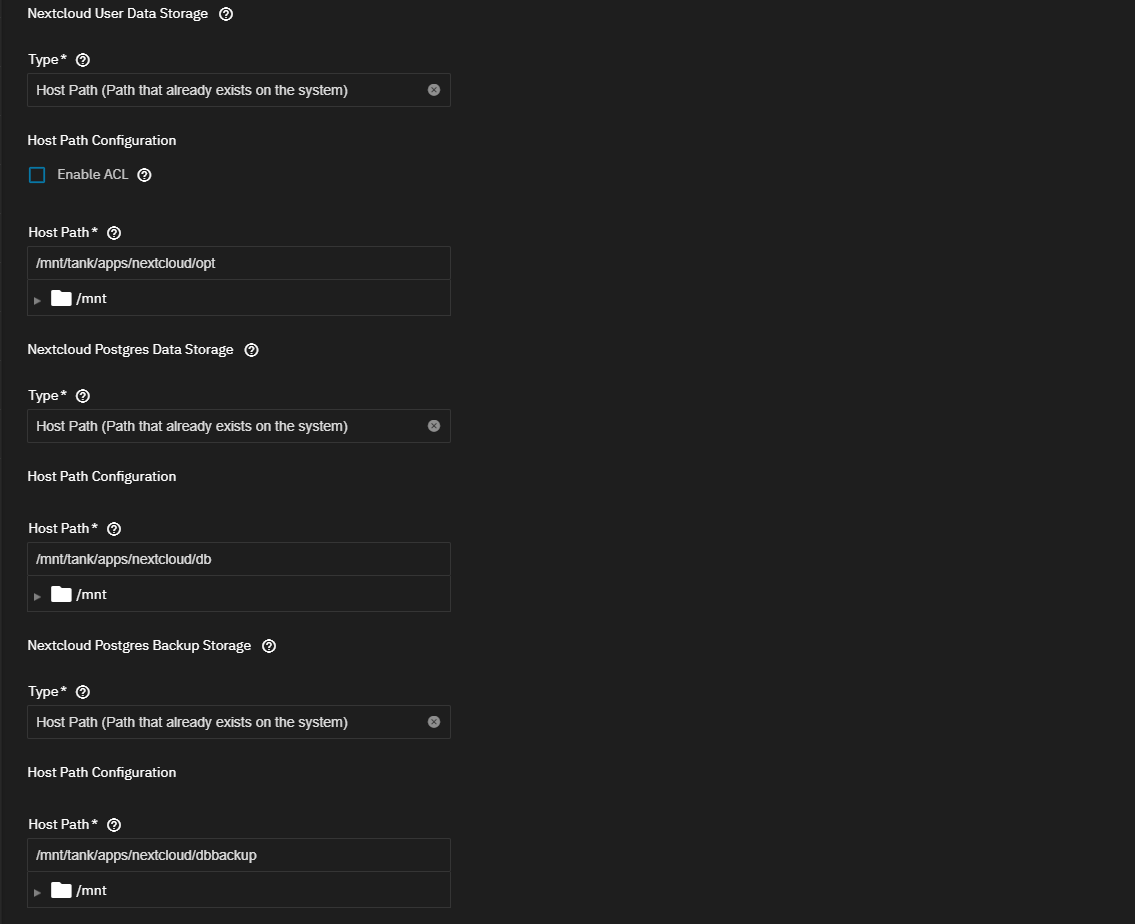 Nextcloud User Data Storage
Type*
Host Path (Path that already exists on the system)
Host Path Configuration
Enable ACL
Host Path*
/mnt/tank/apps/nextcloud/opt
/mnt
Nextcloud Postgres Data Storage
Type*
Host Path (Path that already exists on the system)
Host Path Configuration
Host Path*
/mnt/tank/apps/nextcloud/db
/mnt
Nextcloud Postgres Backup Storage
Type*
Host Path (Path that already exists on the system)
Host Path Configuration
Host Path*
/mnt/tank/apps/nextcloud/dbbackup
/mnt